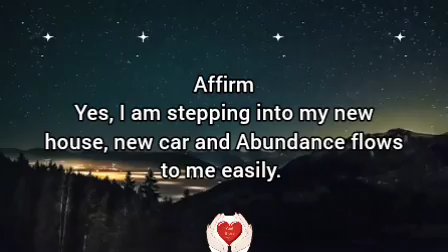 Affirm
Yes, I am stepping into my new
house, new car and Abundance flows
to me easily.